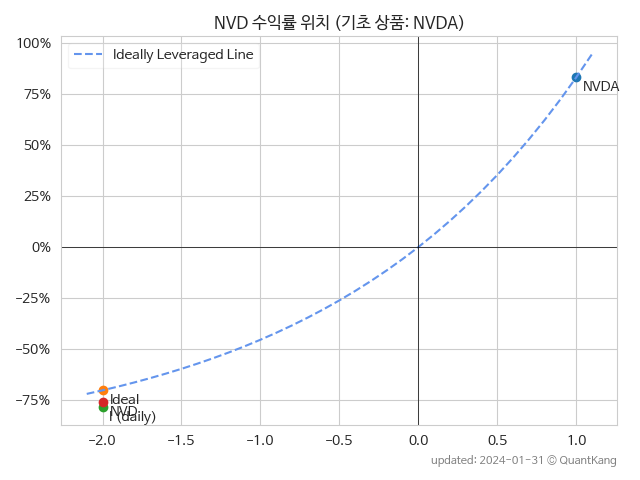 NVD 수익률 위치 (기초 상품: NVDA)
100%
Ideally Leveraged Line
NVDA
75%
50%
25%
0%
−25%
−50%
−75%
Ideal
NVD
(daily)
−2.0 −1.5 −1.0 −0.5 0.0 0.5 1.0
updated: 2024-01-31 © QuantKang